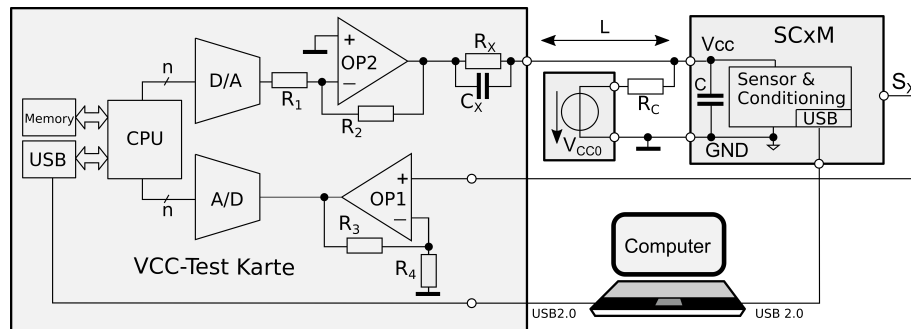 L
SCxM
n
D/A
R1
+
OP2
−
R2
RX
CX
Vcc
C
Sensor &
Conditioning
USB
SX
RC
VCC0
GND
Memory
USB
CPU
n
A/D
+
OP1
−
R3
R4
VCC-Test Karte
Computer
USB2.0
USB 2.0